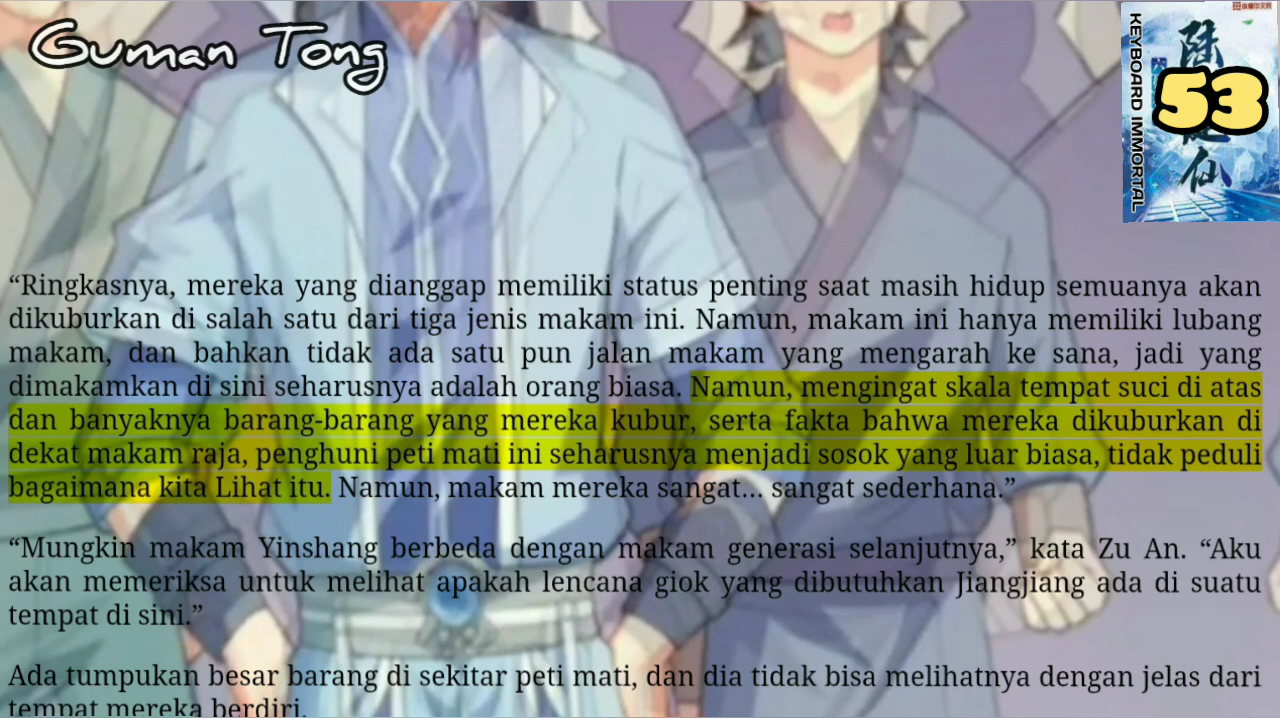 Guman Tong
KEYBOARD IMMORTAL
53
仙
“Ringkasnya, mereka yang dianggap memiliki status penting saat masih hidup semuanya akan
dikuburkan di salah satu dari tiga jenis makam ini. Namun, makam ini hanya memiliki lubang
makam, dan bahkan tidak ada satu pun jalan makam yang mengarah ke sana, jadi yang
dimakamkan di sini seharusnya adalah orang biasa. Namun, mengingat skala tempat suci di atas
dan banyaknya barang-barang yang mereka kubur, serta fakta bahwa mereka dikuburkan di
dekat makam raja, penghuni peti mati ini seharusnya menjadi sosok yang luar biasa, tidak peduli
bagaimana kita Lihat itu. Namun, makam mereka sangat… sangat sederhana.”
“Mungkin makam Yinshang berbeda dengan makam generasi selanjutnya,” kata Zu An. “Aku
akan memeriksa untuk melihat apakah lencana giok yang dibutuhkan Jiangjiang ada di suatu
tempat di sini.”
Ada tumpukan besar barang di sekitar peti mati, dan dia tidak bisa melihatnya dengan jelas dari
tempat mereka berdiri.